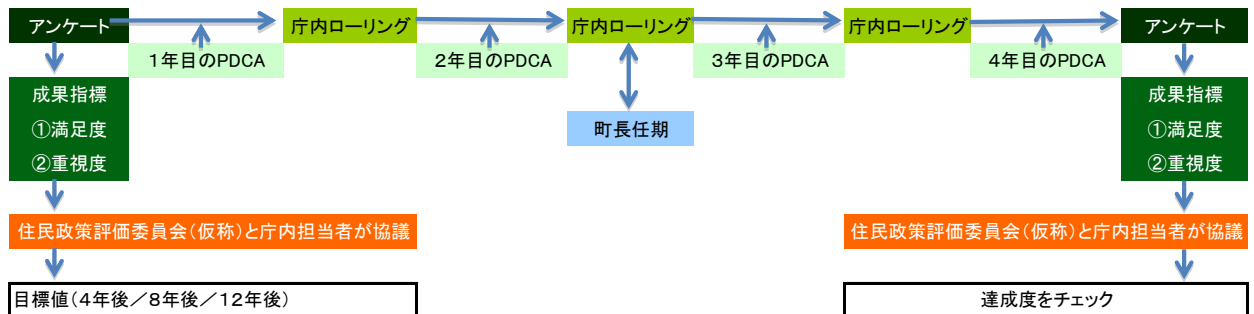 アンケート
庁内ローリング
庁内ローリング
庁内ローリング
アンケート
1年目のPDCA
2年目のPDCA
3年目のPDCA
4年目のPDCA
成果指標
①満足度
②重視度
町長任期
成果指標
①満足度
②重視度
住民政策評価委員会(仮称)と庁内担当者が協議
住民政策評価委員会(仮称)と庁内担当者が協議
目標値(4年後/8年後/12年後)
達成度をチェック